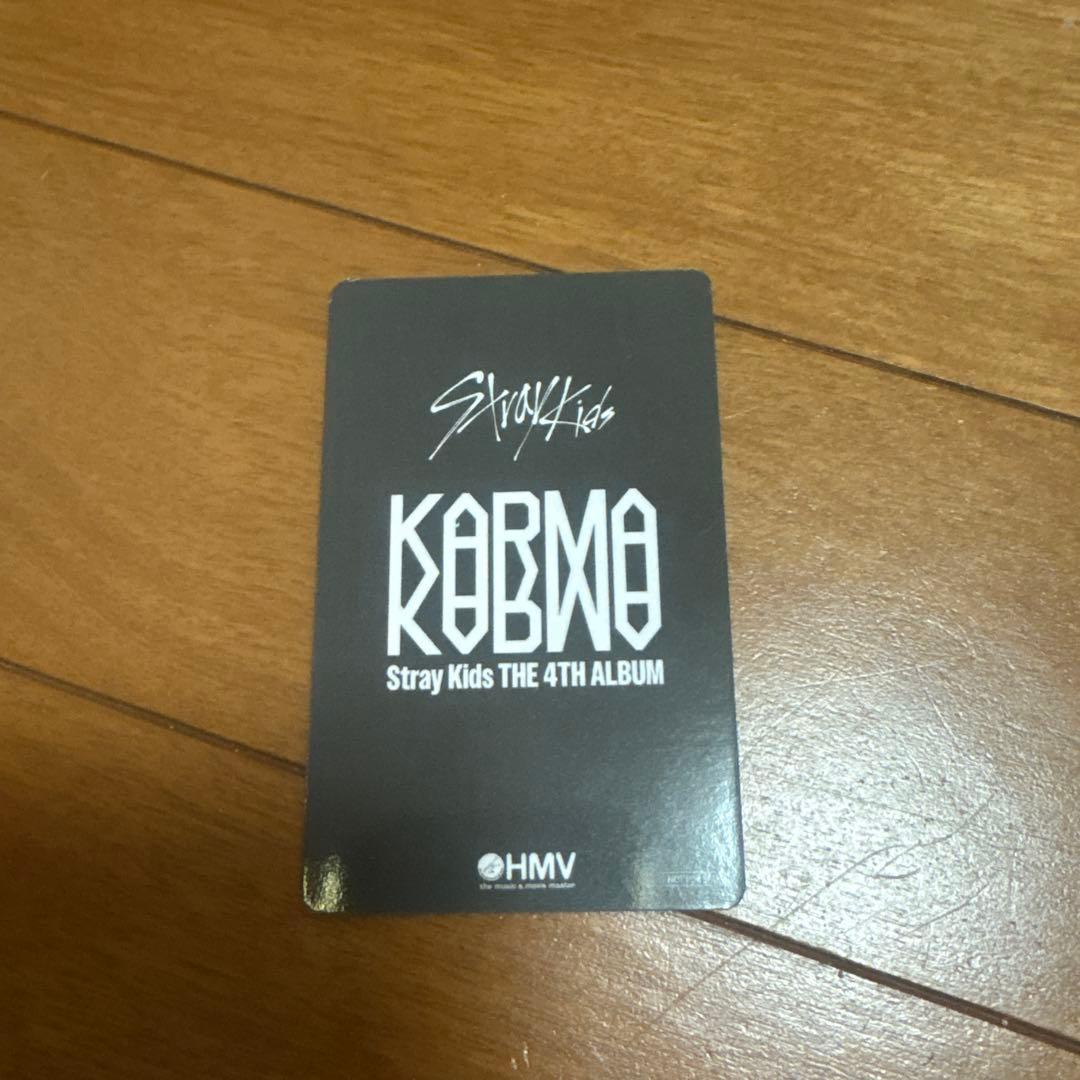 Stray Kids
KARMA
Stray Kids THE 4TH ALBUM
HMV
the music & movie master